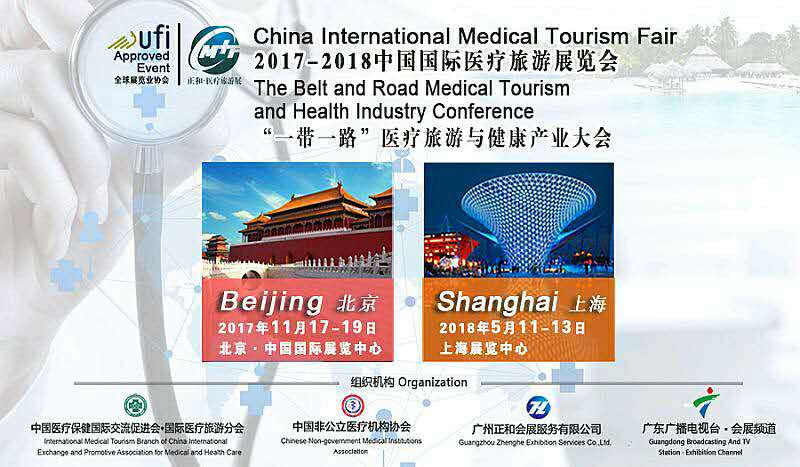 ufi
Approved
Event
全球展览业协会
MTF
正和·医疗旅游展
China International Medical Tourism Fair
2017-2018中国国际医疗旅游展览会
The Belt and Road Medical Tourism
and Health Industry Conference
“一带一路”医疗旅游与健康产业大会
Beijing 北京
2017年11月17-19日
北京·中国国际展览中心
Shanghai 上海
2018年5月11-13日
上海展览中心
组织机构 Organization
中国医疗保健国际交流促进会·国际医疗旅游分会
International Medical Tourism Branch of China International
Exchange and Promotive Association for Medical and Health Care
中国非公立医疗机构协会
Chinese Non-government Medical Institutions
Association
广州正和会展服务有限公司
Guangzhou Zhenghe Exhibition Services Co.,Ltd.
广东广播电视台·会展频道
Guangdong Broadcasting And TV
Station - Exhibition Channel